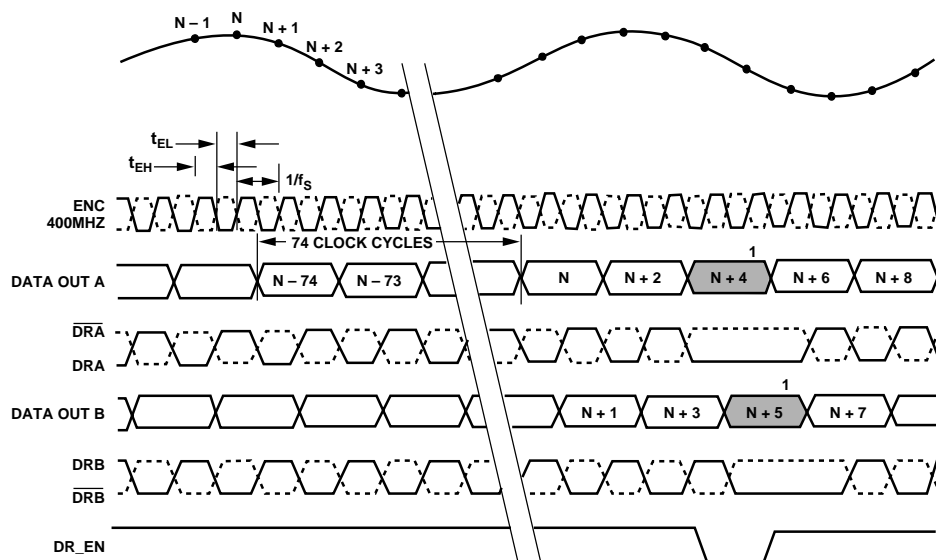 N – 1
N
N + 1
N + 2
N + 3
tEL
tEH
1/fS
ENC
400MHZ
74 CLOCK CYCLES
1
DATA OUT A
N – 74
N – 73
N
N + 2
N + 4
N + 6
N + 8
DRA
DRA
1
DATA OUT B
N + 1
N + 3
N + 5
N + 7
DRB
DRB
DR_EN